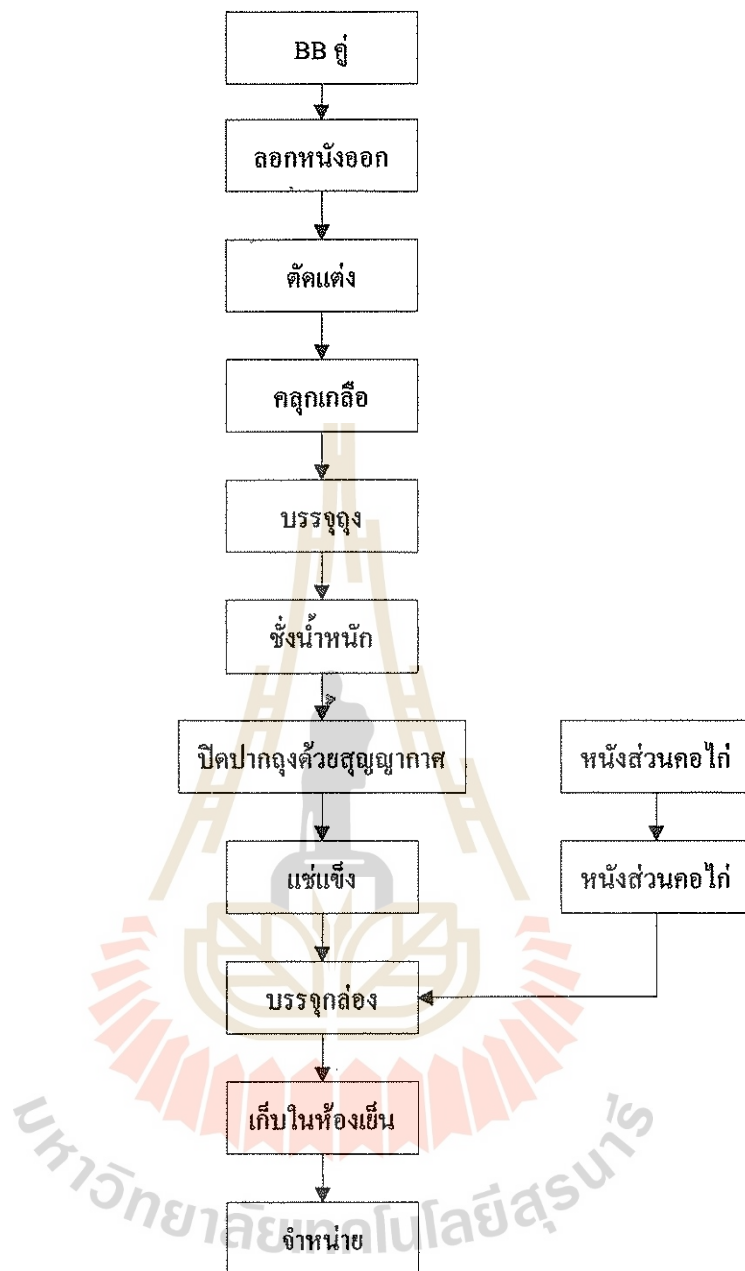 BB คู่
ลอกหนังออก
ตัดแต่ง
คลุกเกลือ
บรรจุถุง
ชั่งน้ำหนัก
ปิดปากถุงด้วยสุญญากาศ
หนังส่วนคอไก่
แช่แข็ง
หนังส่วนคอไก่
บรรจุกล่อง
เก็บในห้องเย็น
จำหน่าย
มหาวิทยาลัยเทคโนโลยีสุรนารี